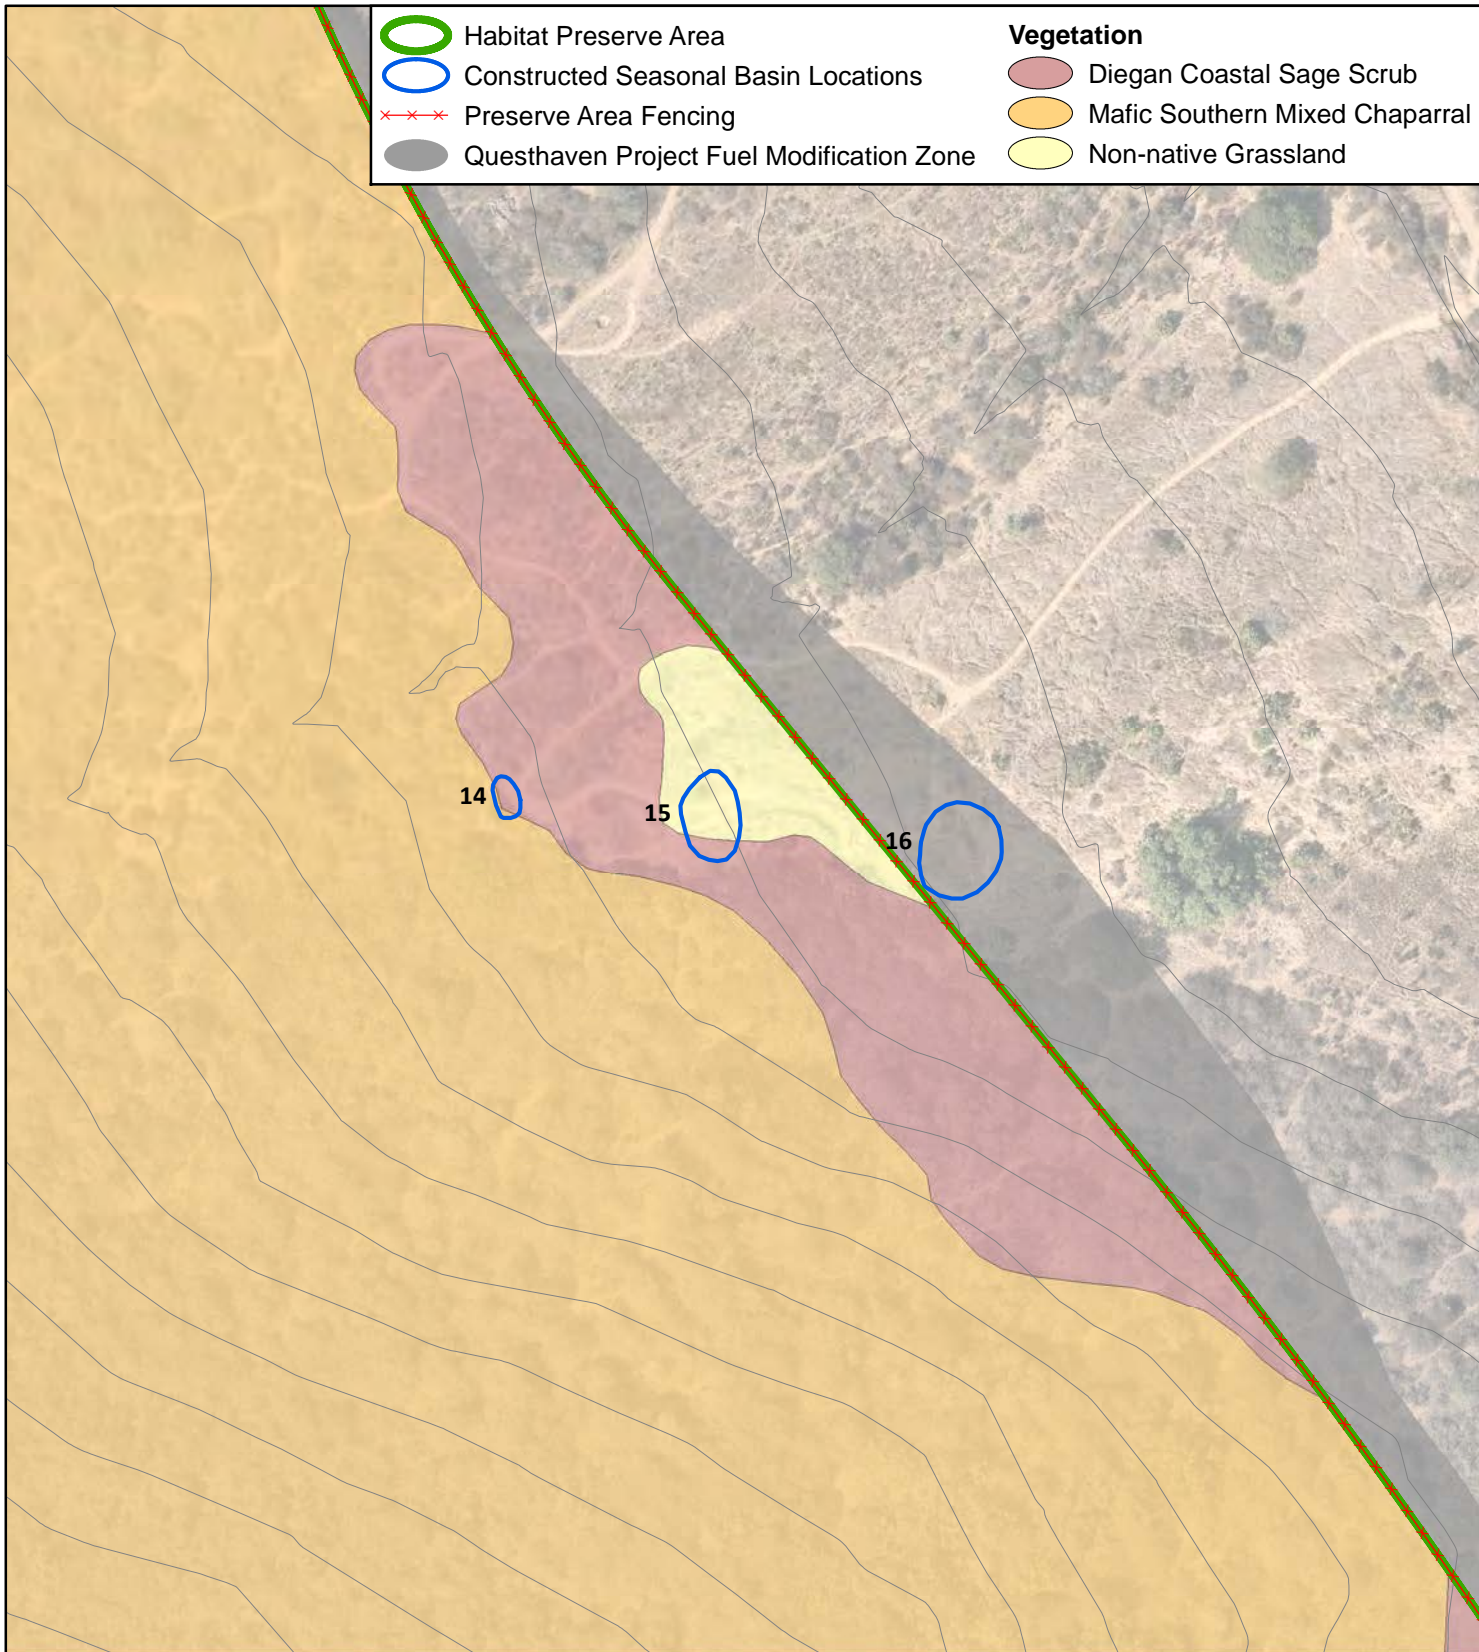 Habitat Preserve Area
Constructed Seasonal Basin Locations
Preserve Area Fencing
Questhaven Project Fuel Modification Zone
Vegetation
Diegan Coastal Sage Scrub
Mafic Southern Mixed Chaparral
Non-native Grassland
14
15
16